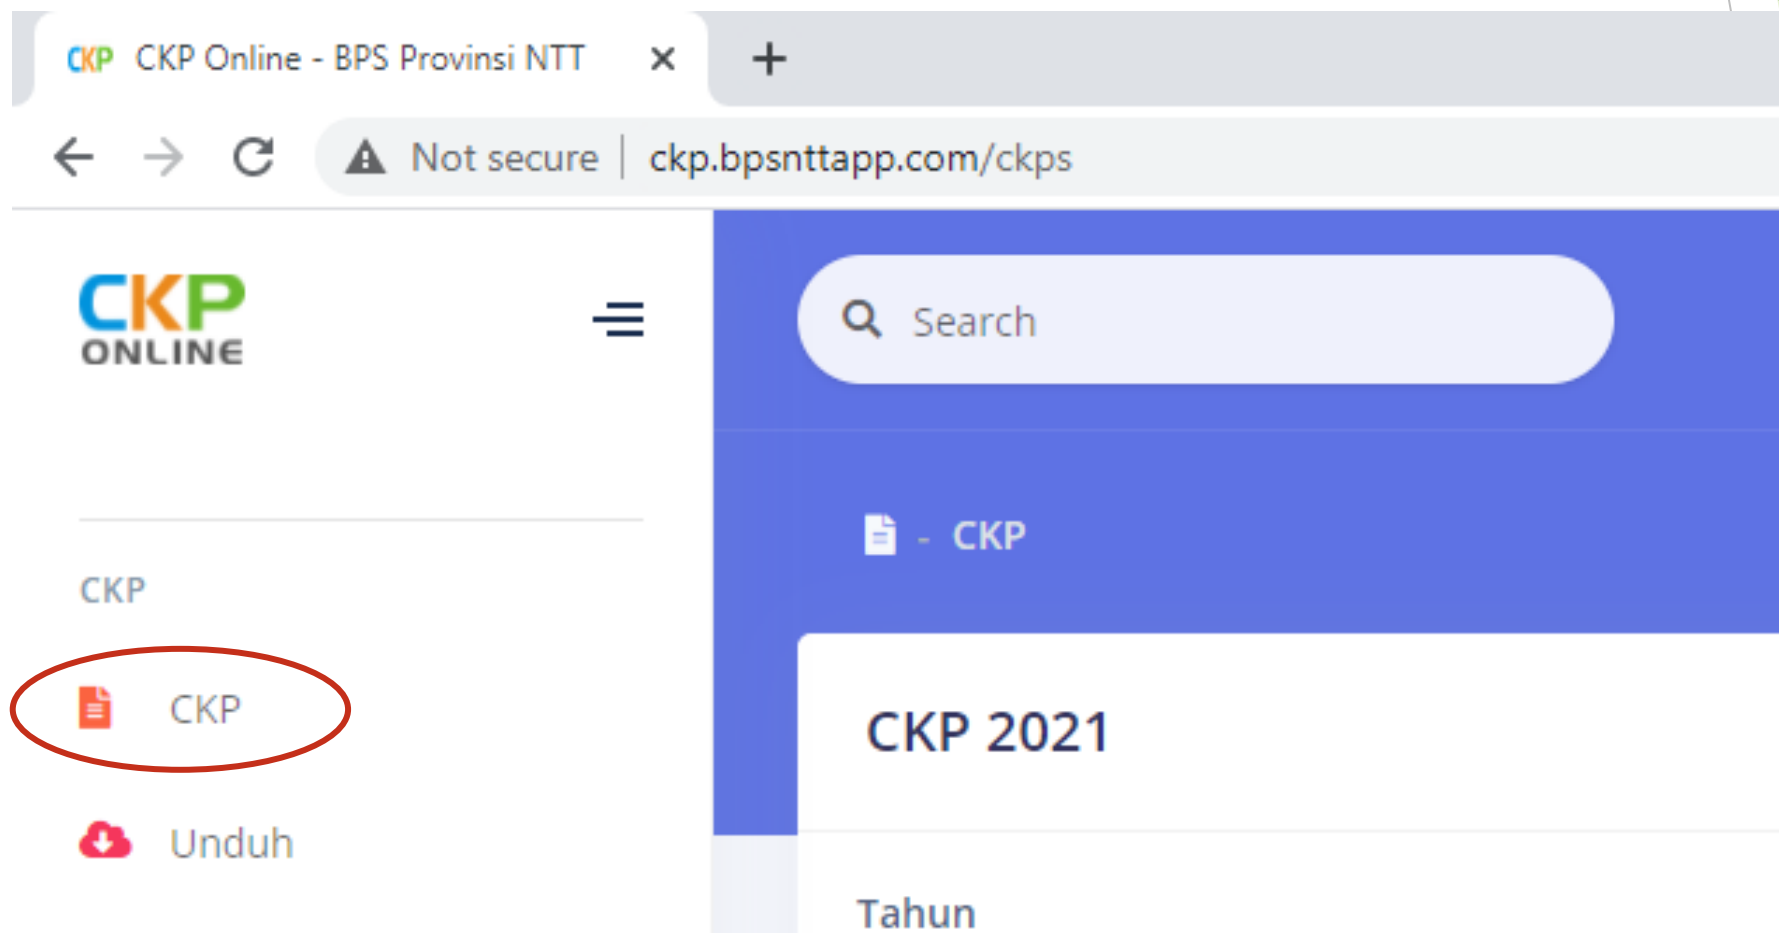 CKP CKP Online - BPS Provinsi NTT
Not secure | ckp.bpsnttapp.com/ckps
CKP
ONLINE
Search
- CKP
CKP
CKP
Unduh
CKP 2021
Tahun